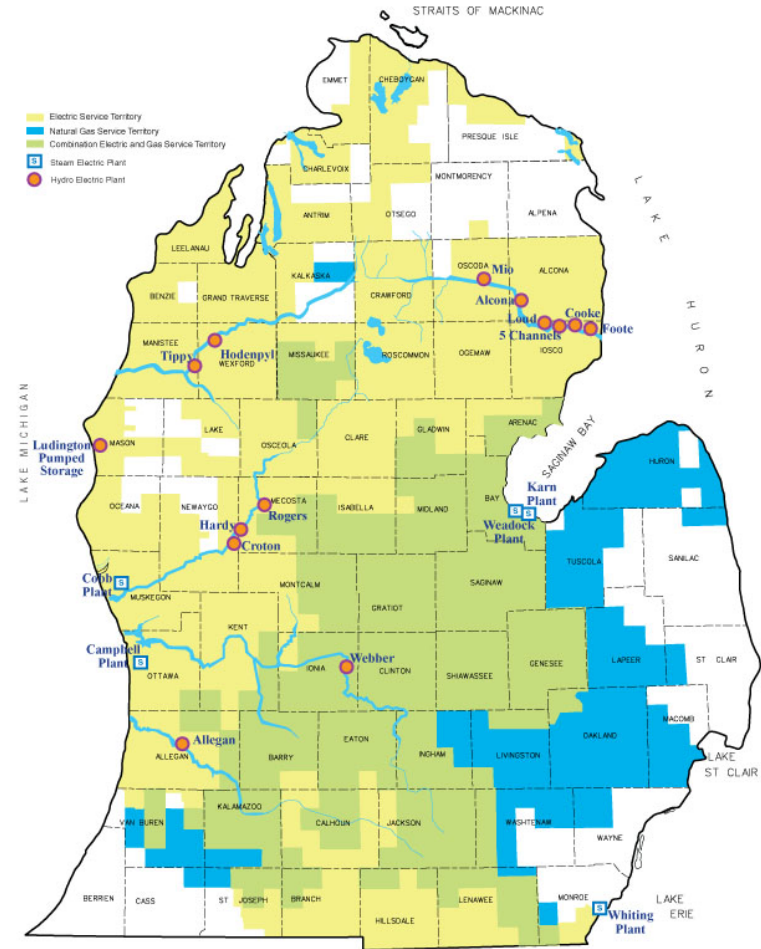 STRAITS OF MACKINAC
Electric Service Territory
Natural Gas Service Territory
Combination Electric and Gas Service Territory
S Steam Electric Plant
Hydro Electric Plant
EMMET
CHEBOYGAN
PRESQUE ISLE
CHARLEVOIX
MONTMORENCY
ANTRIM
OTSEGO
ALPENA
LEELANAU
LAKE HURON
KALKASKA
OSCODA
Mio
ALCONA
BENZIE
GRAND TRAVERSE
CRAWFORD
Alcona
Loud
Cooke
5 Channels
Foote
MANISTEE
Hodenpyl
Tippy
WEXFORD
MISSAUKEE
ROSCOMMON
OGEMAW
IOSCO
LAKE MICHIGAN
LAKE
GLADWIN
ARENAC
Ludington
Pumped
Storage
MASON
OSCEOLA
CLARE
SAGINAW BAY
HURON
OCEANA
NEWAYGO
MECOSTA
Rogers
ISABELLA
MIDLAND
BAY
S
S
Karn
Plant
Weadock
Plant
Hardy
Croton
TUSCOLA
SANILAC
Cobb
Plant
S
MUSKEGON
MONTCALM
SAGINAW
GRATIOT
KENT
Campbell
Plant
S
OTTAWA
IONIA
Webber
CLINTON
SHIAWASSEE
GENESEE
LAPEER
ST CLAIR
MACOMB
Allegan
ALLEGAN
BARRY
EATON
INGHAM
LIVINGSTON
OAKLAND
LAKE
ST CLAIR
VAN BUREN
KALAMAZOO
CALHOUN
JACKSON
WASHTENAW
WAYNE
BERRIEN
CASS
ST JOSEPH
BRANCH
HILLSDALE
LENAWEE
MONROE
S
Whiting
Plant
LAKE
ERIE